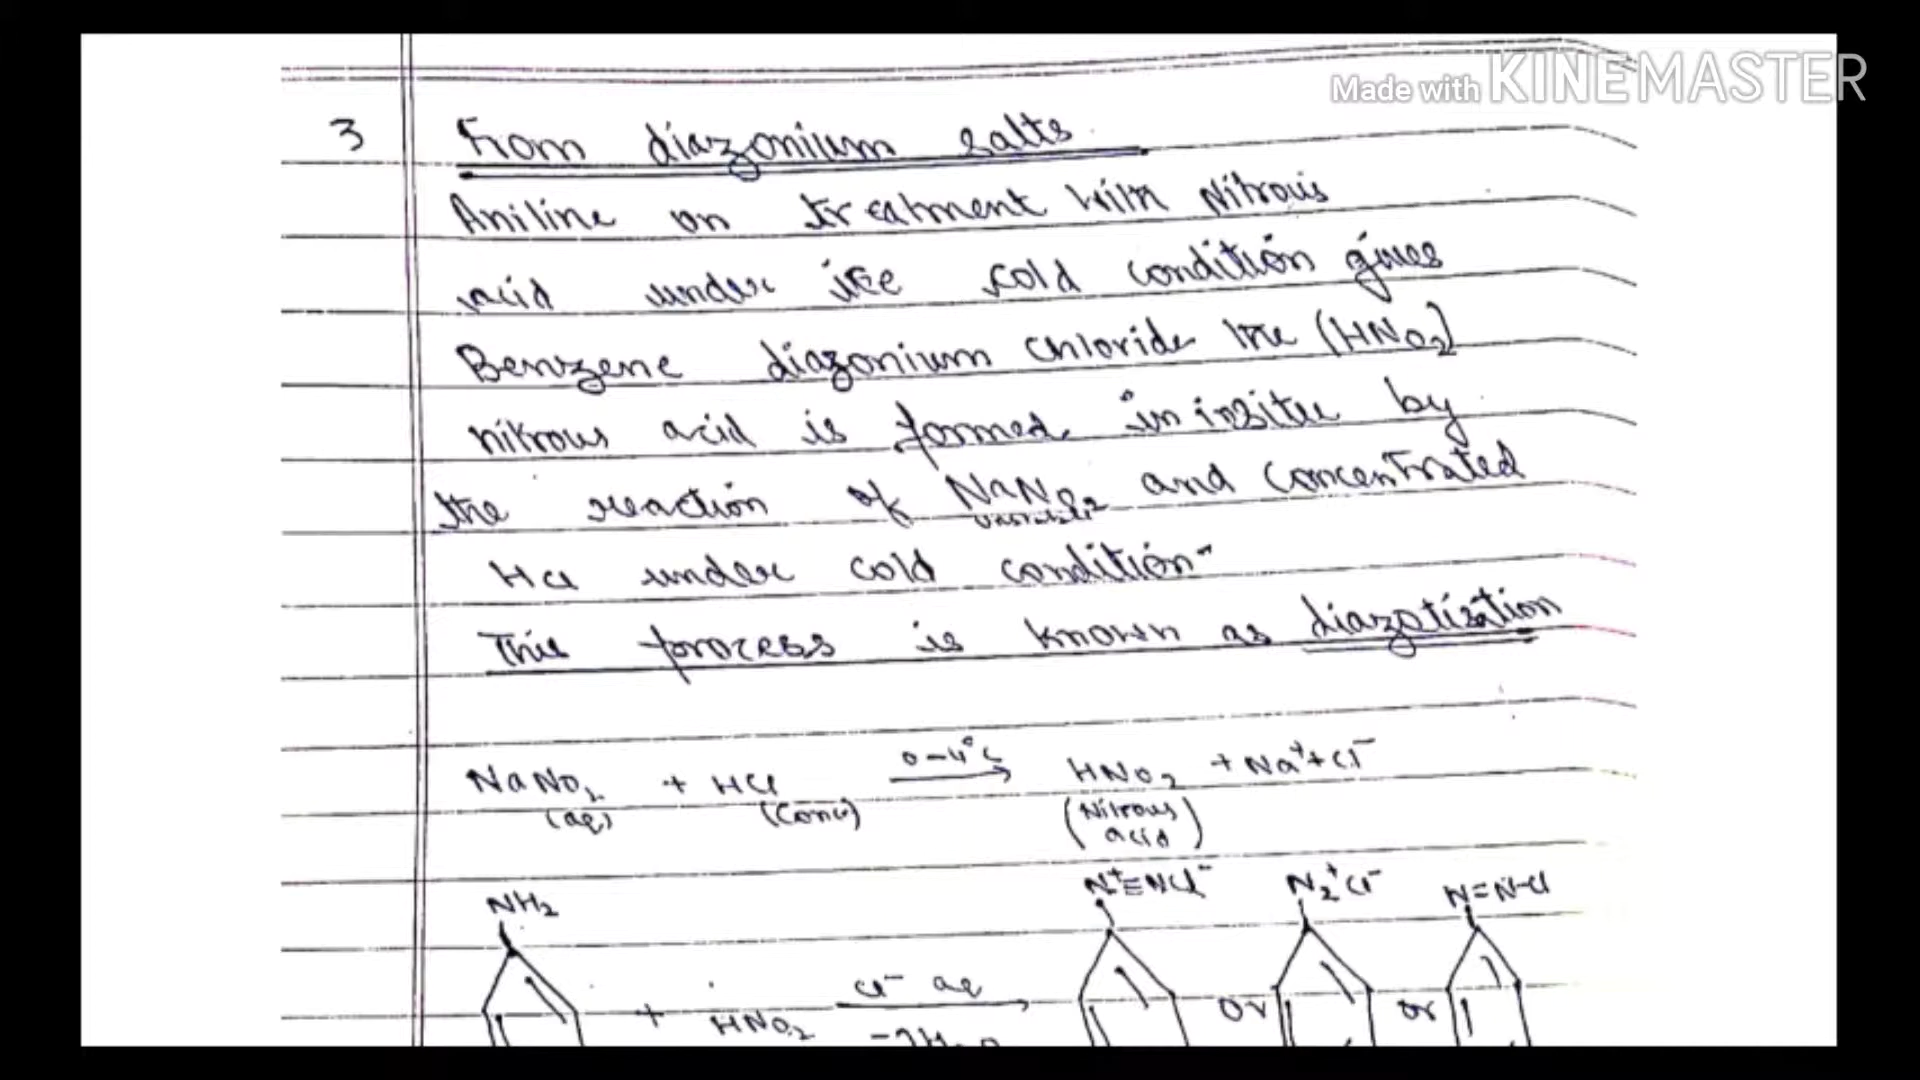 Made with KINEMASTER
3 From diazonium salts
Aniline on treatment with Nitrous
acid under ice cold condition gives
Benzene diazonium chloride the (HNO2)
nitrous acid is formed in insitu by
the reaction of NaNO2 and concentrated
unstable
HCl under cold condition
This process is known as diazotization
NaNO2 (aq) + HCl (Conc) 0-4°C → HNO2 + Na+ + Cl-
(Nitrous acid)
NH2 N+≡NCl- N2+Cl- N=N-Cl
+ HNO2 Cl- aq → or or
-2H2O